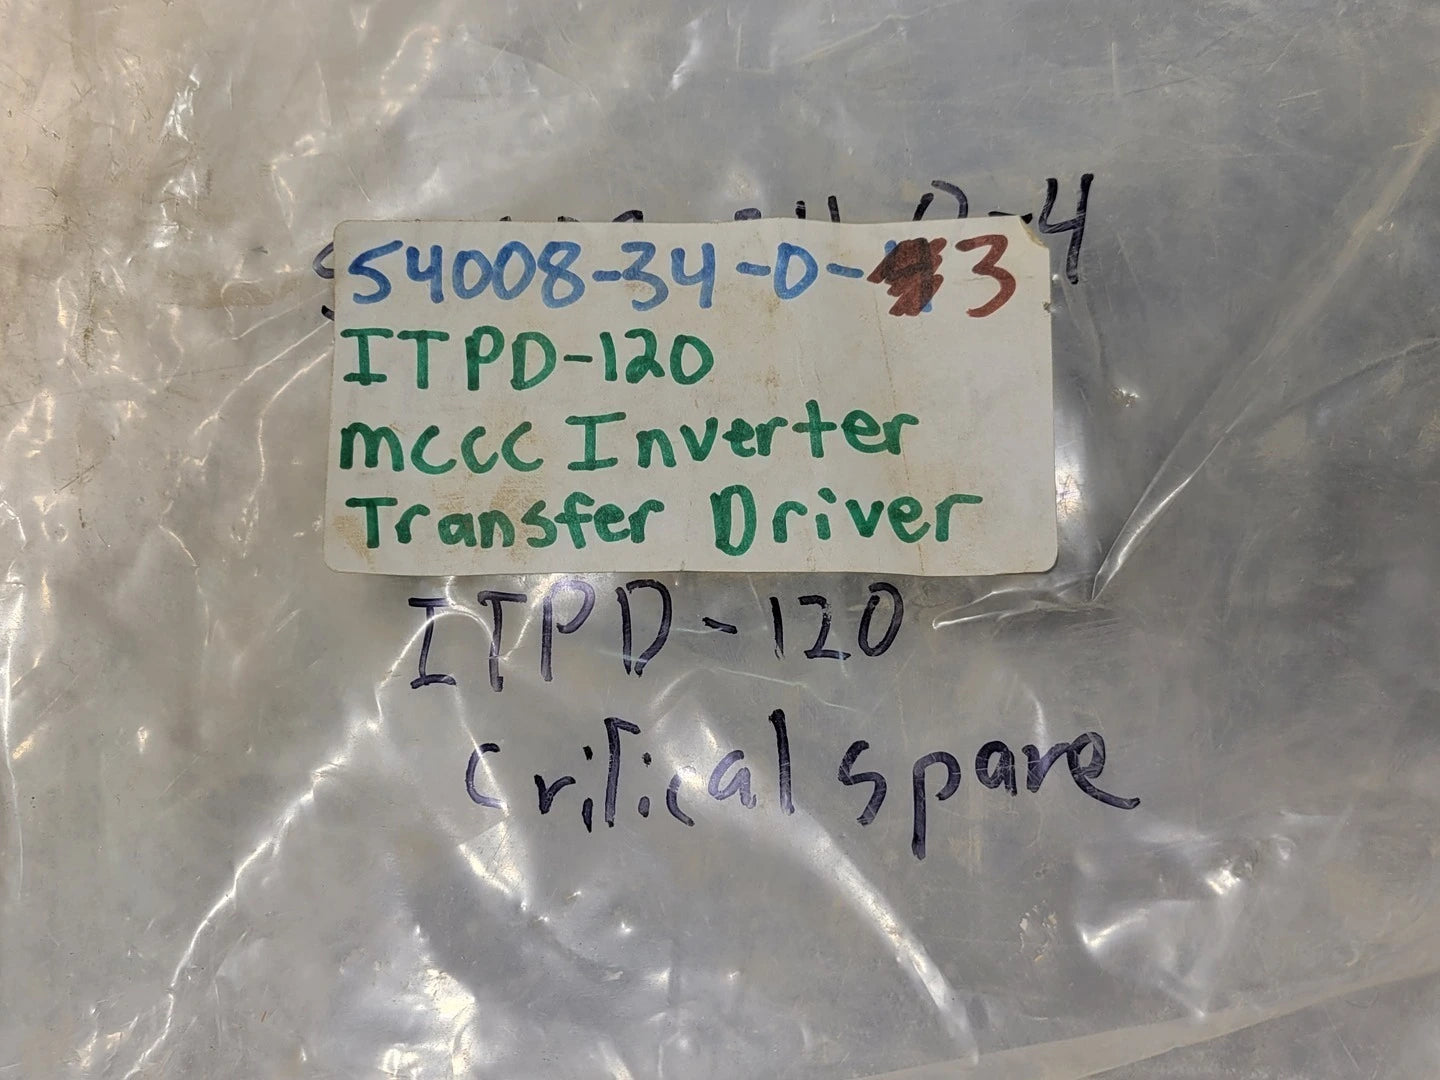 54008-34-0-3
ITPD-120
mccc Inverter
Transfer Driver
ITPD-120
critical spare